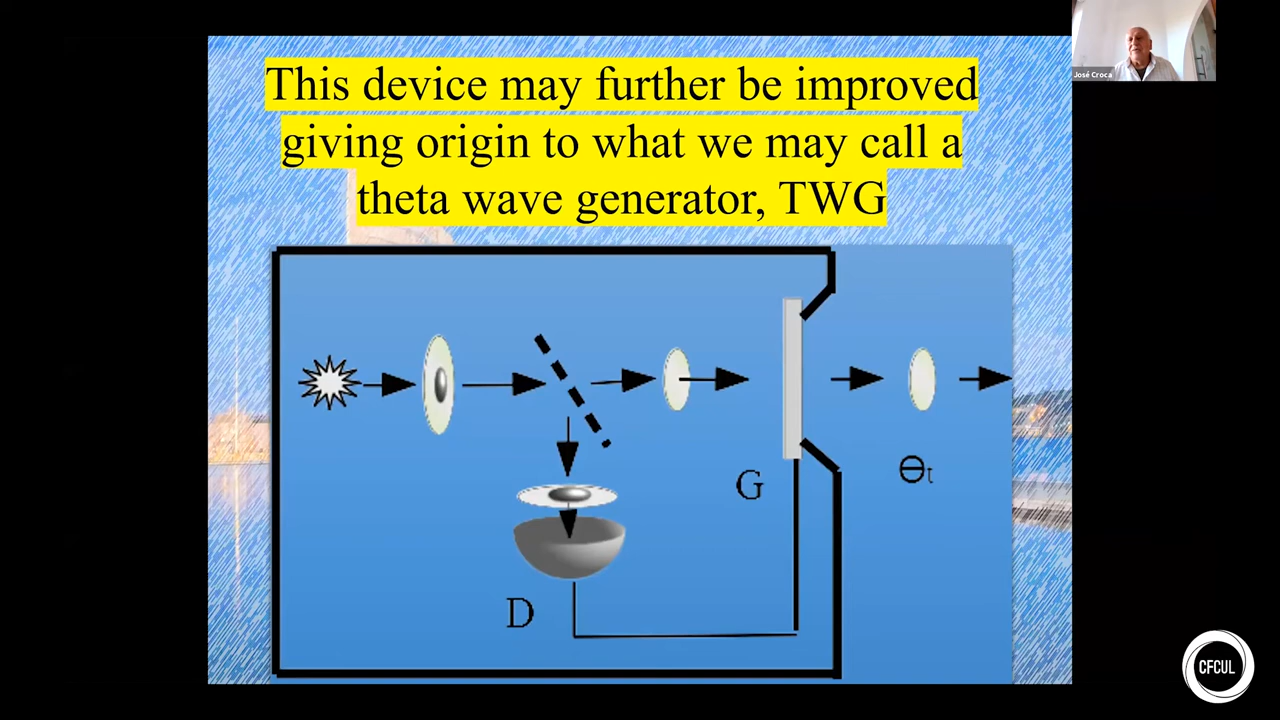 José Croca
This device may further be improved
giving origin to what we may call a
theta wave generator, TWG
G
Θt
D
CFCUL